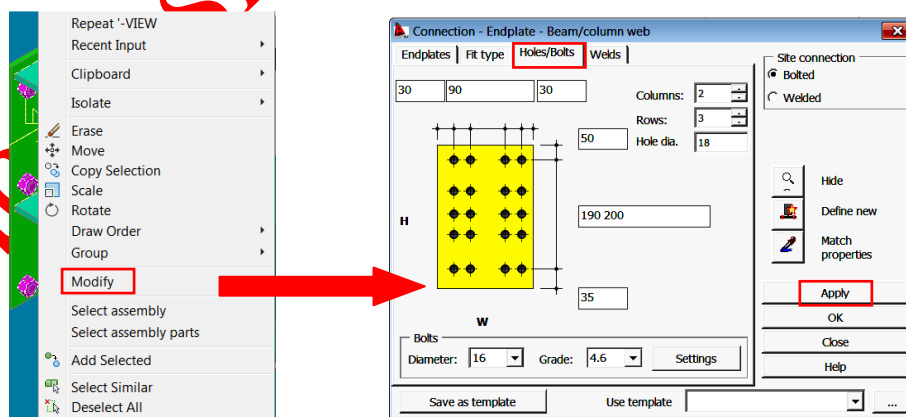 Repeat '-VIEW
Recent Input
Clipboard
Isolate
Erase
Move
Copy Selection
Scale
Rotate
Draw Order
Group
Modify
Select assembly
Select assembly parts
Add Selected
Select Similar
Deselect All
Connection - Endplate - Beam/column web
Endplates Fit type Holes/Bolts Welds
30 90 30
Columns: 2
Rows: 3
Hole dia. 18
50
190 200
35
H
W
Bolts
Diameter: 16 Grade: 4.6 Settings
Save as template Use template ...
Site connection
Bolted
Welded
Hide
Define new
Match
properties
Apply
OK
Close
Help